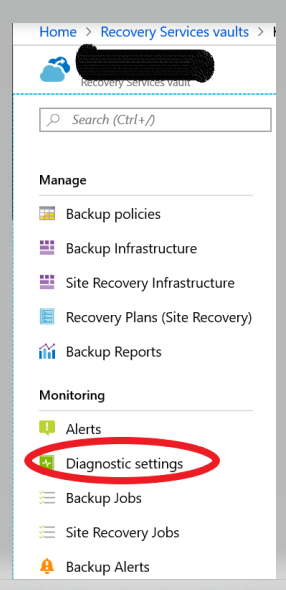 Home > Recovery Services vaults >
Recovery Services vault
Search (Ctrl+/)
Manage
Backup policies
Backup Infrastructure
Site Recovery Infrastructure
Recovery Plans (Site Recovery)
Backup Reports
Monitoring
Alerts
Diagnostic settings
Backup Jobs
Site Recovery Jobs
Backup Alerts